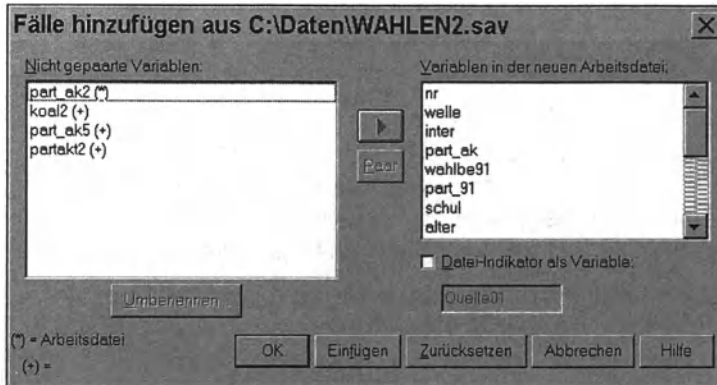 Fälle hinzufügen aus C:\Daten\WAHLEN2.sav
Nicht gepaarte Variablen:
part_ak2 (*)
koal2 (+)
part_ak5 (+)
partakt2 (+)
Paar
Umbenennen...
Variablen in der neuen Arbeitsdatei:
nr
welle
inter
part_ak
wahlbe91
part_91
schul
alter
Datei-Indikator als Variable:
Quelle01
(*) = Arbeitsdatei
(+) =
OK
Einfügen
Zurücksetzen
Abbrechen
Hilfe